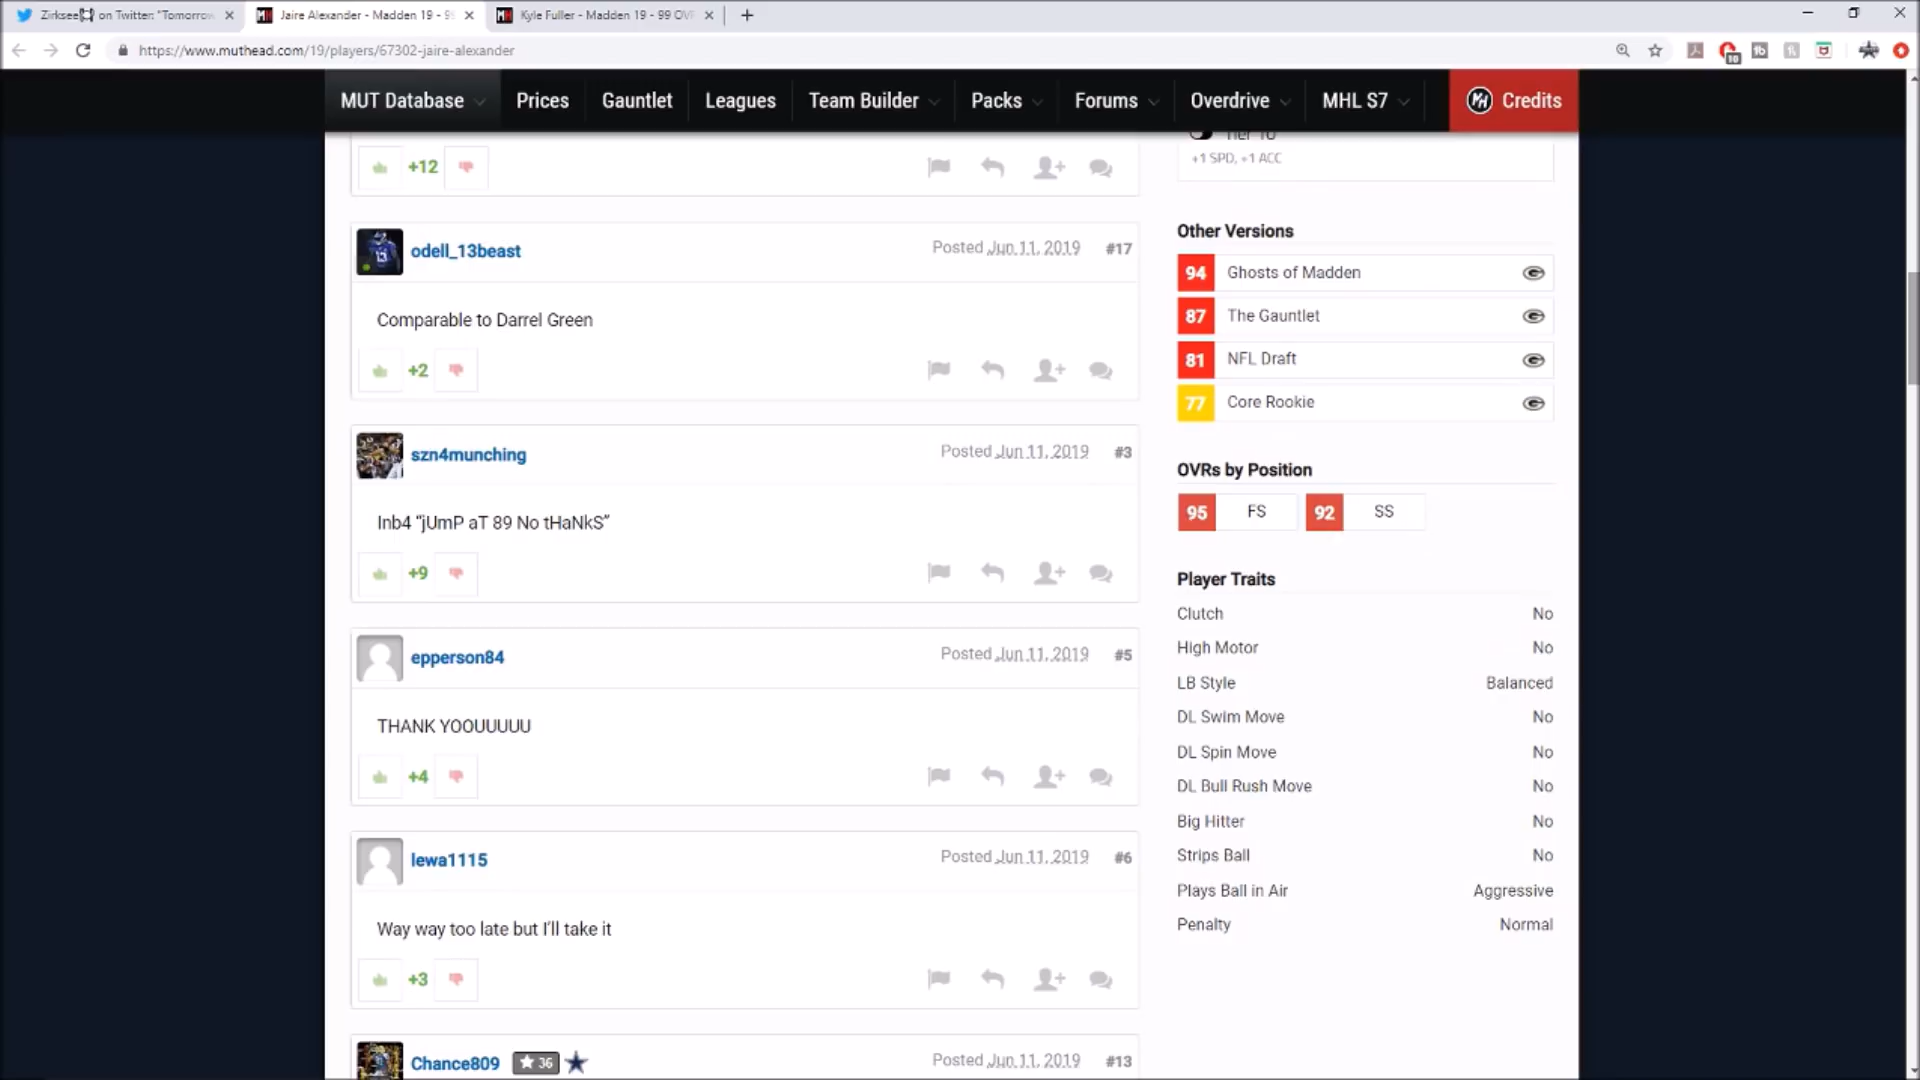 Zirksee on Twitter: "Tomorrow
Jaire Alexander - Madden 19 - 99
Kyle Fuller - Madden 19 - 99 OVR
https://www.muthead.com/19/players/67302-jaire-alexander
10
MUT Database
Prices
Gauntlet
Leagues
Team Builder
Packs
Forums
Overdrive
MHL S7
Credits
+12
Tier 10
+1 SPD, +1 ACC
odell_13beast
Posted Jun 11, 2019 #17
Comparable to Darrel Green
+2
szn4munching
Posted Jun 11, 2019 #3
Inb4 “jUmP aT 89 No tHaNkS”
+9
epperson84
Posted Jun 11, 2019 #5
THANK YOOUUUUU
+4
lewa1115
Posted Jun 11, 2019 #6
Way way too late but I'll take it
+3
Chance809
36
Posted Jun 11, 2019 #13
Other Versions
94 Ghosts of Madden
87 The Gauntlet
81 NFL Draft
77 Core Rookie
OVRs by Position
95 FS 92 SS
Player Traits
Clutch No
High Motor No
LB Style Balanced
DL Swim Move No
DL Spin Move No
DL Bull Rush Move No
Big Hitter No
Strips Ball No
Plays Ball in Air Aggressive
Penalty Normal